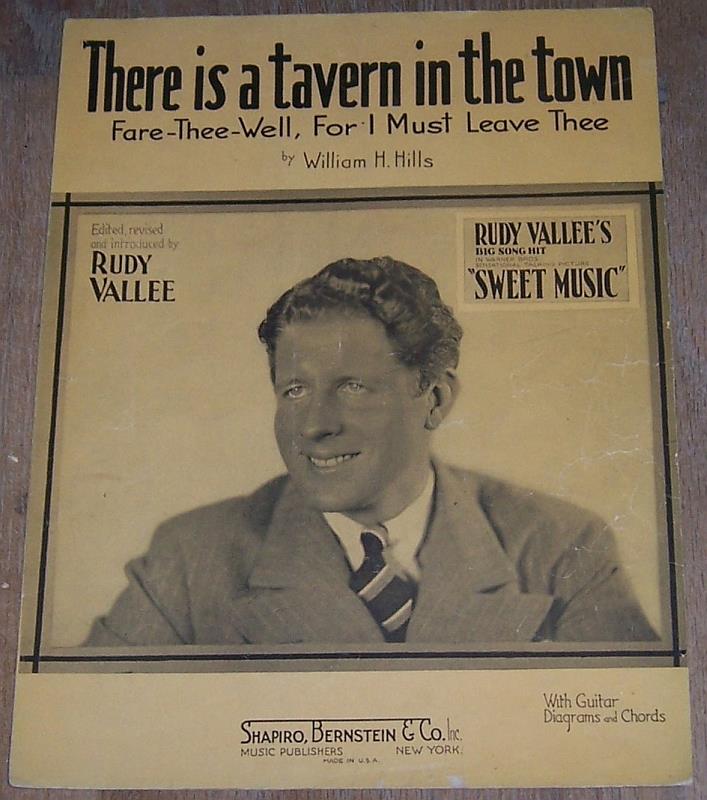 There is a tavern in the town
Fare-Thee-Well, For I Must Leave Thee
by William H. Hills
Edited, revised
and introduced by
RUDY
VALLEE
RUDY VALLEE'S
BIG SONG HIT
IN WARNER BROS.
SENSATIONAL TALKING PICTURE
"SWEET MUSIC"
With Guitar
Diagrams and Chords
SHAPIRO, BERNSTEIN & CO. Inc.
MUSIC PUBLISHERS NEW YORK.
MADE IN U.S.A.